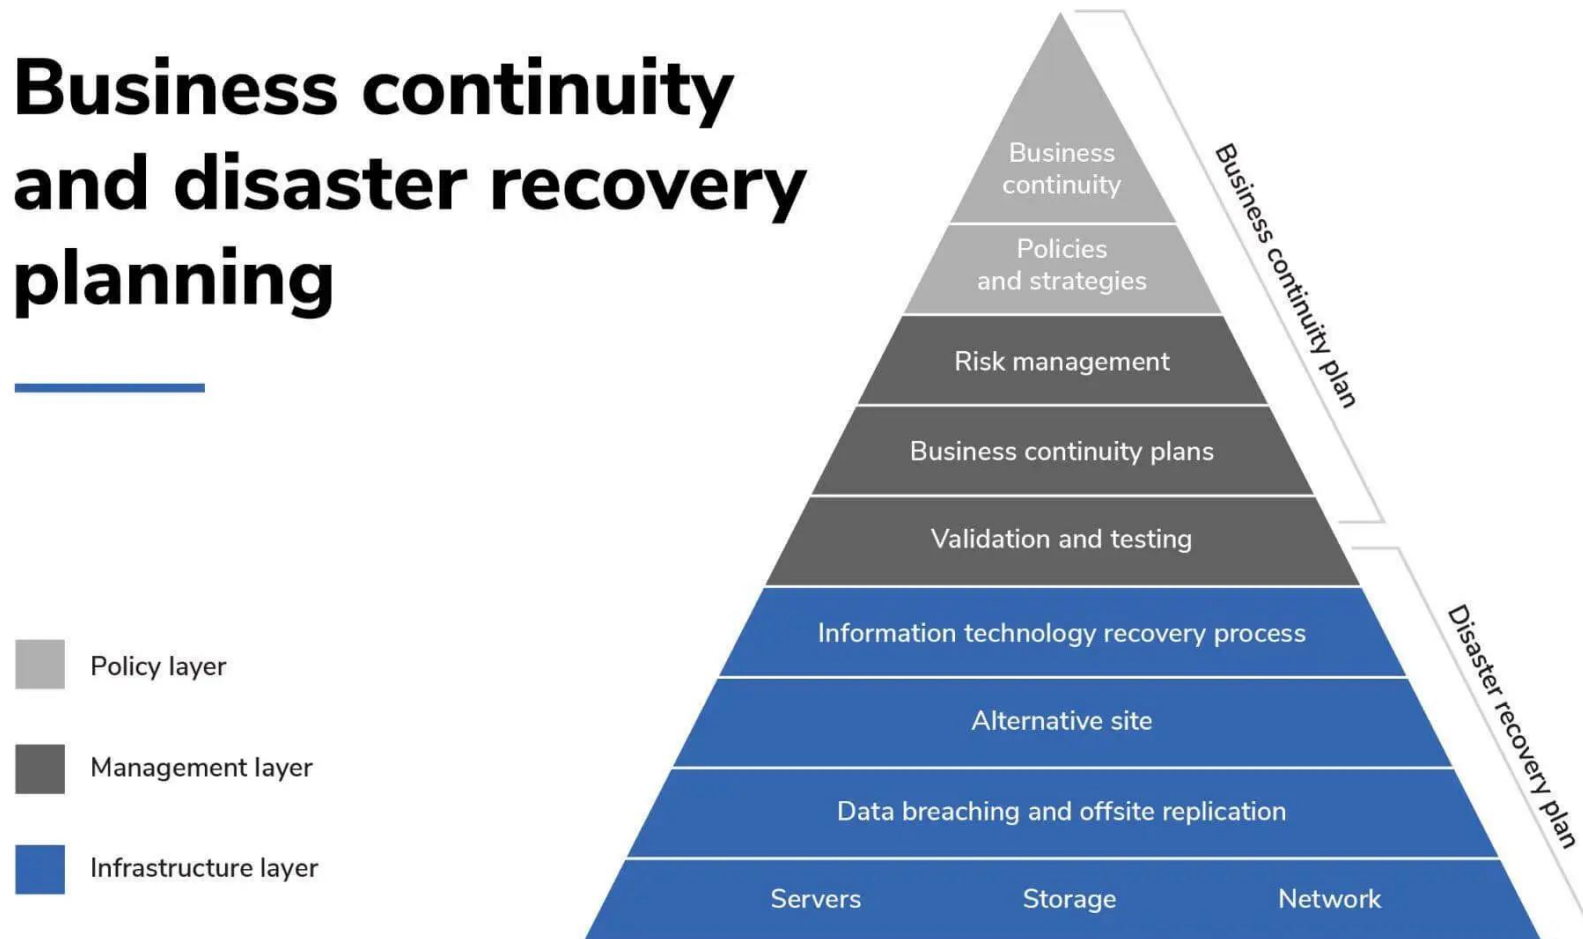 Business continuity
and disaster recovery
planning
Business
continuity
Policies
and strategies
Risk management
Business continuity plans
Validation and testing
Information technology recovery process
Alternative site
Data breaching and offsite replication
Servers Storage Network
Business continuity plan
Disaster recovery plan
Policy layer
Management layer
Infrastructure layer